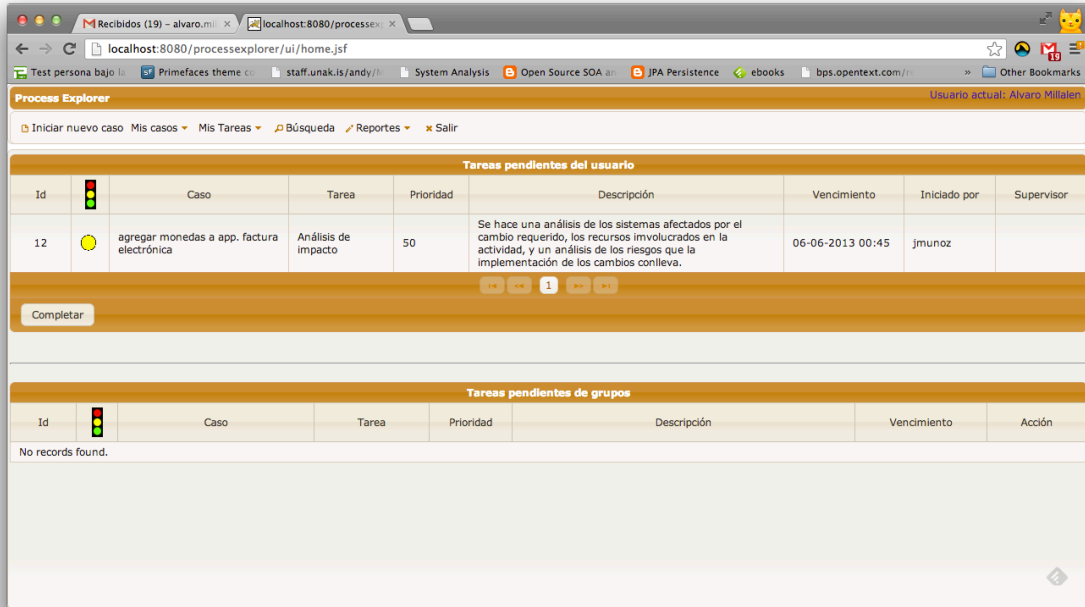 Recibidos (19) – alvaro.mil
localhost:8080/processex
localhost:8080/processexplorer/ui/home.jsf
19
Test persona bajo la
Primefaces theme co
staff.unak.is/andy/
System Analysis
Open Source SOA an
JPA Persistence
ebooks
bps.opentext.com/
»
Other Bookmarks
Process Explorer
Usuario actual: Alvaro Millalen
Iniciar nuevo caso Mis casos Mis Tareas Búsqueda Reportes Salir
Tareas pendientes del usuario
Id Caso Tarea Prioridad Descripción Vencimiento Iniciado por Supervisor
12
agregar monedas a app. factura
electrónica
Análisis de
impacto
50
Se hace una análisis de los sistemas afectados por el
cambio requerido, los recursos imvolucrados en la
actividad, y un análisis de los riesgos que la
implementación de los cambios conlleva.
06-06-2013 00:45
jmunoz
1
Completar
Tareas pendientes de grupos
Id Caso Tarea Prioridad Descripción Vencimiento Acción
No records found.